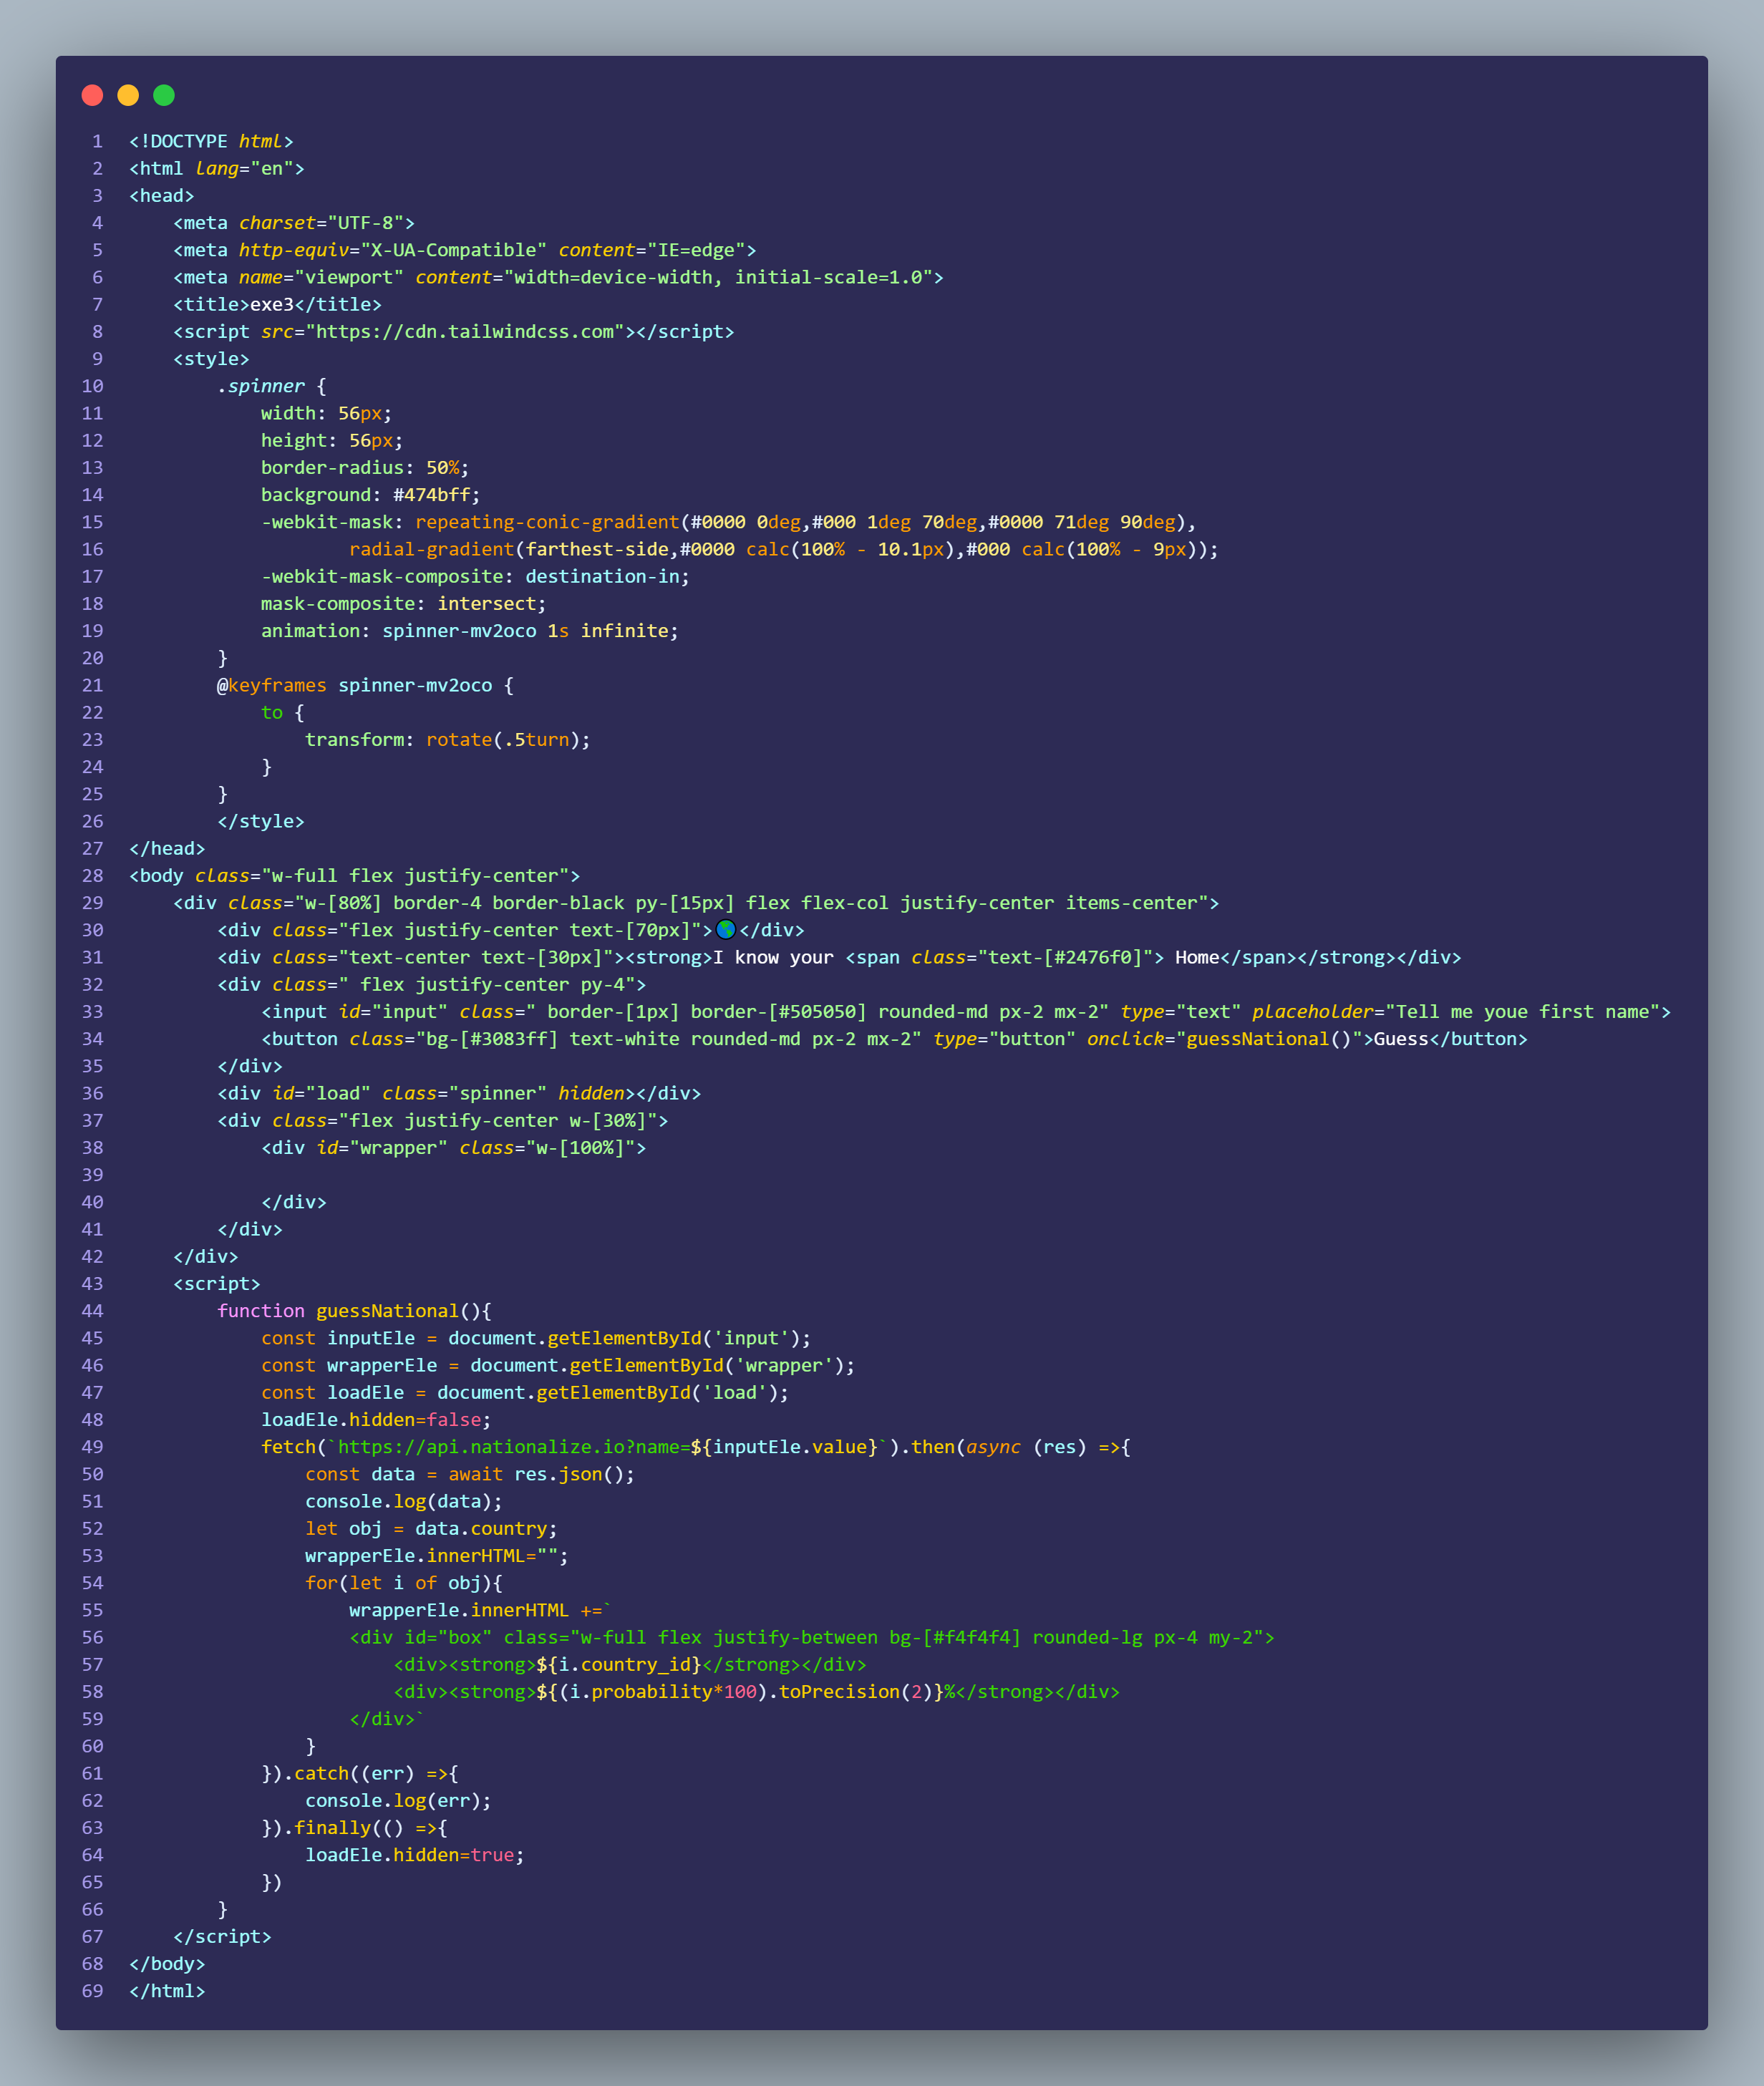 1 <!DOCTYPE html>
2 <html lang="en">
3 <head>
4     <meta charset="UTF-8">
5     <meta http-equiv="X-UA-Compatible" content="IE=edge">
6     <meta name="viewport" content="width=device-width, initial-scale=1.0">
7     <title>exe3</title>
8     <script src="https://cdn.tailwindcss.com"></script>
9     <style>
10         .spinner {
11             width: 56px;
12             height: 56px;
13             border-radius: 50%;
14             background: #474bff;
15             -webkit-mask: repeating-conic-gradient(#0000 0deg,#000 1deg 70deg,#0000 71deg 90deg),
16                     radial-gradient(farthest-side,#0000 calc(100% - 10.1px),#000 calc(100% - 9px));
17             -webkit-mask-composite: destination-in;
18             mask-composite: intersect;
19             animation: spinner-mv2oco 1s infinite;
20         }
21         @keyframes spinner-mv2oco {
22             to {
23                 transform: rotate(.5turn);
24             }
25         }
26         </style>
27 </head>
28 <body class="w-full flex justify-center">
29     <div class="w-[80%] border-4 border-black py-[15px] flex flex-col justify-center items-center">
30         <div class="flex justify-center text-[70px]">🌎</div>
31         <div class="text-center text-[30px]"><strong>I know your <span class="text-[#2476f0]"> Home</span></strong></div>
32         <div class=" flex justify-center py-4">
33             <input id="input" class=" border-[1px] border-[#505050] rounded-md px-2 mx-2" type="text" placeholder="Tell me youe first name">
34             <button class="bg-[#3083ff] text-white rounded-md px-2 mx-2" type="button" onclick="guessNational()">Guess</button>
35         </div>
36         <div id="load" class="spinner" hidden></div>
37         <div class="flex justify-center w-[30%]">
38             <div id="wrapper" class="w-[100%]">
39
40             </div>
41         </div>
42     </div>
43     <script>
44         function guessNational(){
45             const inputEle = document.getElementById('input');
46             const wrapperEle = document.getElementById('wrapper');
47             const loadEle = document.getElementById('load');
48             loadEle.hidden=false;
49             fetch(`https://api.nationalize.io?name=${inputEle.value}`).then(async (res) =>{
50                 const data = await res.json();
51                 console.log(data);
52                 let obj = data.country;
53                 wrapperEle.innerHTML="";
54                 for(let i of obj){
55                     wrapperEle.innerHTML +=`
56                     <div id="box" class="w-full flex justify-between bg-[#f4f4f4] rounded-lg px-4 my-2">
57                         <div><strong>${i.country_id}</strong></div>
58                         <div><strong>${(i.probability*100).toPrecision(2)}%</strong></div>
59                     </div>`
60                 }
61             }).catch((err) =>{
62                 console.log(err);
63             }).finally(() =>{
64                 loadEle.hidden=true;
65             })
66         }
67     </script>
68 </body>
69 </html>